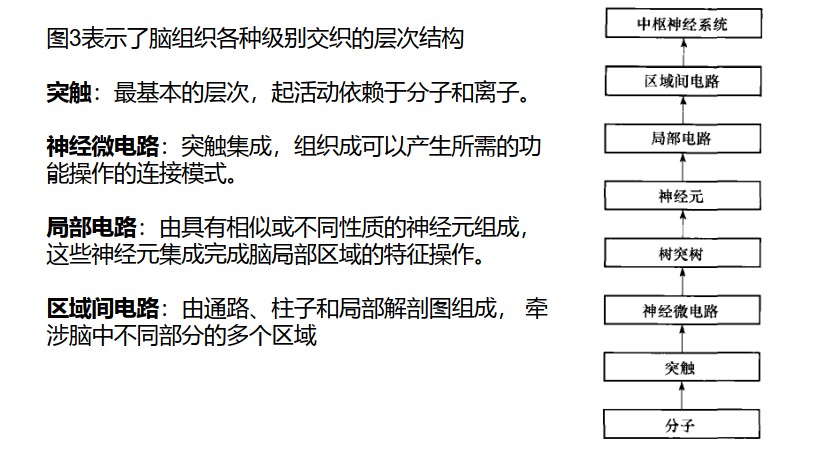 图3表示了脑组织各种级别交织的层次结构
突触：最基本的层次，起活动依赖于分子和离子。
神经微电路：突触集成，组织成可以产生所需的功
能操作的连接模式。
局部电路：由具有相似或不同性质的神经元组成，
这些神经元集成完成脑局部区域的特征操作。
区域间电路：由通路、柱子和局部解剖图组成， 牵
涉脑中不同部分的多个区域
中枢神经系统
区域间电路
局部电路
神经元
树突树
神经微电路
突触
分子